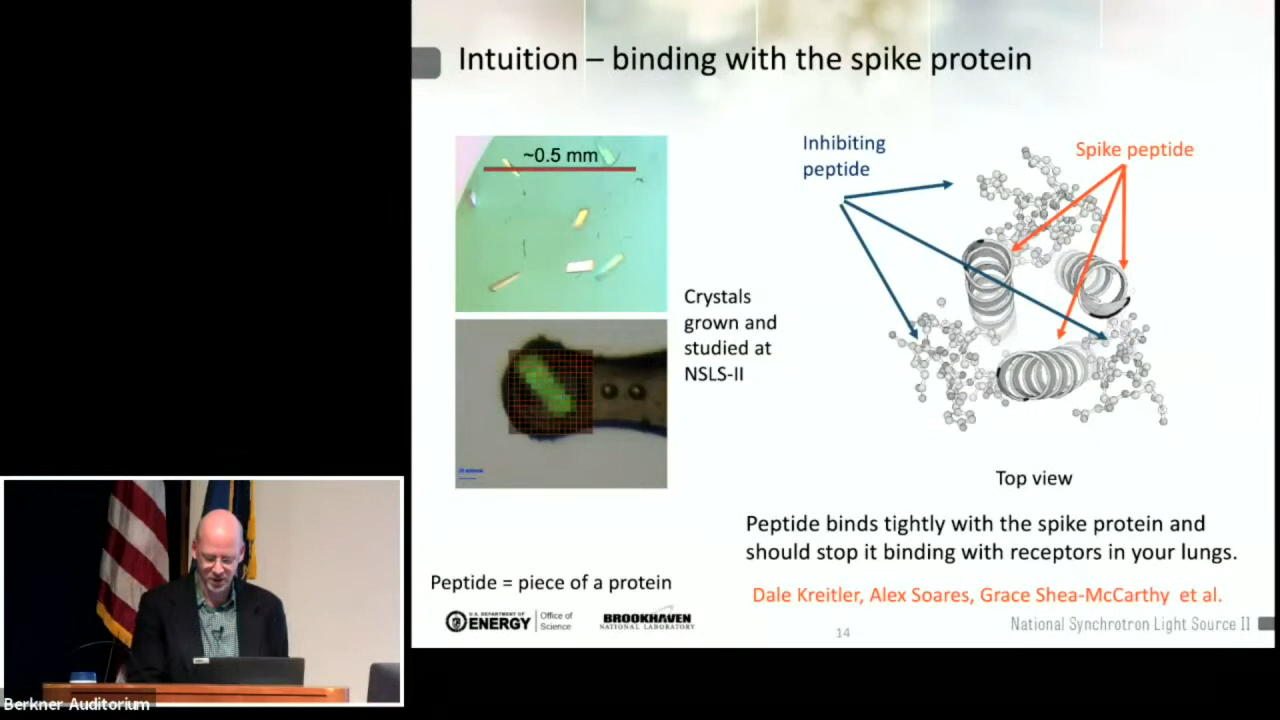 Intuition – binding with the spike protein
~0.5 mm
Inhibiting
peptide
Spike peptide
Crystals
grown and
studied at
NSLS-II
Top view
Peptide binds tightly with the spike protein and
should stop it binding with receptors in your lungs.
Peptide = piece of a protein
Dale Kreitler, Alex Soares, Grace Shea-McCarthy et al.
U.S. DEPARTMENT OF
ENERGY
Office of
Science
BROOKHAVEN
NATIONAL LABORATORY
14
National Synchrotron Light Source II
Berkner Auditorium